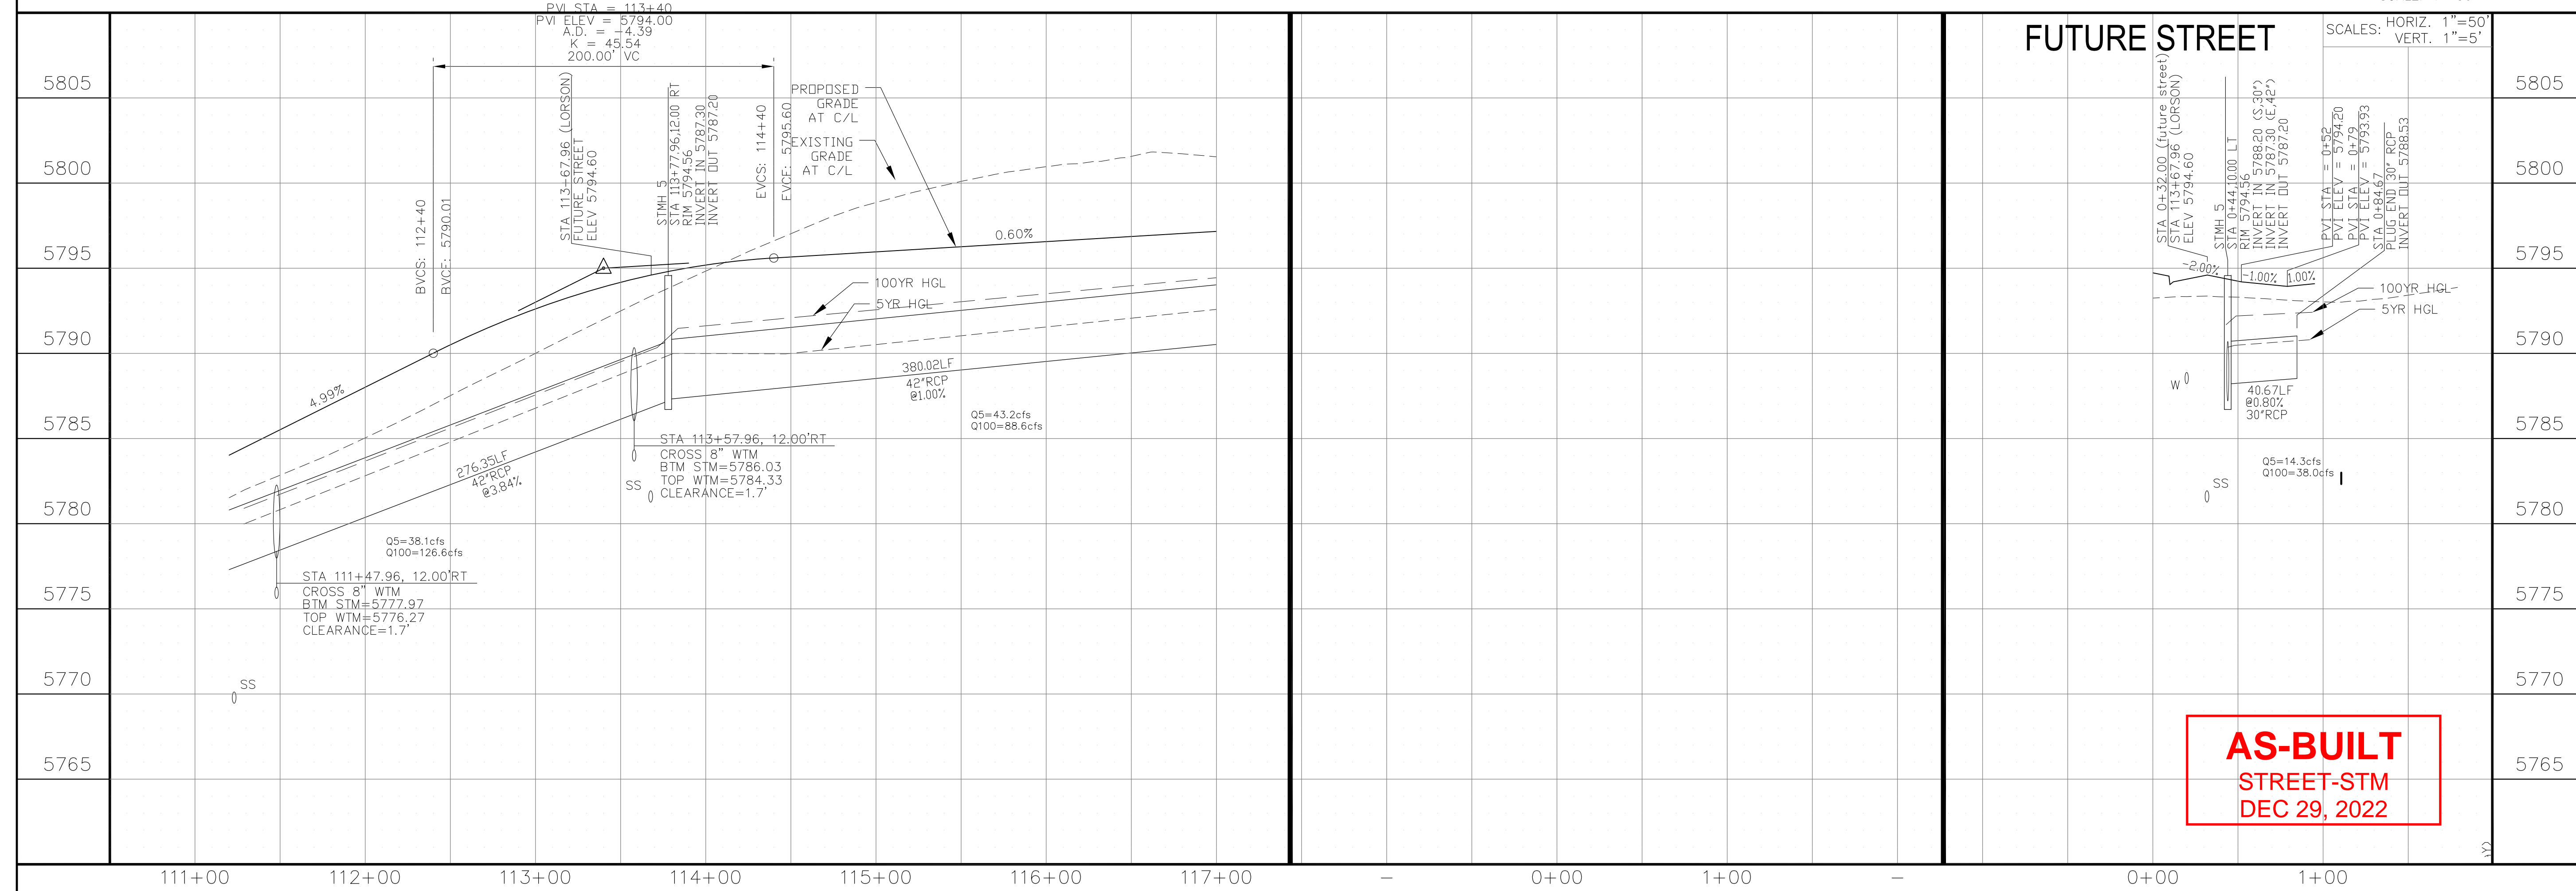 PVI STA = 113+40
PVI ELEV = 5794.00
A.D. = -4.39
K = 45.54
200.00' VC
BVCS: 112+40
BVCE: 5790.01
STA 113+67.96 (LORSON)
FUTURE STREET
ELEV 5794.60
STMH 5
STA 113+77.96,12.00 RT
RIM 5794.56
INVERT IN 5787.30
INVERT OUT 5787.20
EVCS: 114+40
EVCE: 5795.60
PROPOSED
GRADE
AT C/L
EXISTING
GRADE
AT C/L
0.60%
4.99%
100YR HGL
5YR HGL
380.02LF
42"RCP
@1.00%
Q5=43.2cfs
Q100=88.6cfs
276.35LF
42"RCP
@3.84%
STA 113+57.96, 12.00'RT
CROSS 8" WTM
BTM STM=5786.03
TOP WTM=5784.33
CLEARANCE=1.7'
SS
Q5=38.1cfs
Q100=126.6cfs
STA 111+47.96, 12.00'RT
CROSS 8" WTM
BTM STM=5777.97
TOP WTM=5776.27
CLEARANCE=1.7'
SS
5805
5800
5795
5790
5785
5780
5775
5770
5765
111+00
112+00
113+00
114+00
115+00
116+00
117+00
-
0+00
1+00
-
FUTURE STREET
SCALES:
HORIZ. 1"=50'
VERT. 1"=5'
STA 0+32.00 (future street)
STA 113+67.96 (LORSON)
ELEV 5794.60
STMH 5
STA 0+44,10.00 LT
RIM 5794.56
INVERT IN 5788.20 (S,30")
INVERT IN 5787.30 (E,42")
INVERT OUT 5787.20
PVI STA = 0+52
PVI ELEV = 5794.20
PVI STA = 0+79
PVI ELEV = 5793.93
STA 0+84.67
PLUG END 30" RCP
INVERT OUT 5788.53
-2.00%
-1.00%
1.00%
100YR HGL
5YR HGL
W
40.67LF
@0.80%
30"RCP
Q5=14.3cfs
Q100=38.0cfs
SS
5805
5800
5795
5790
5785
5780
5775
5770
5765
AS-BUILT
STREET-STM
DEC 29, 2022
0+00
1+00